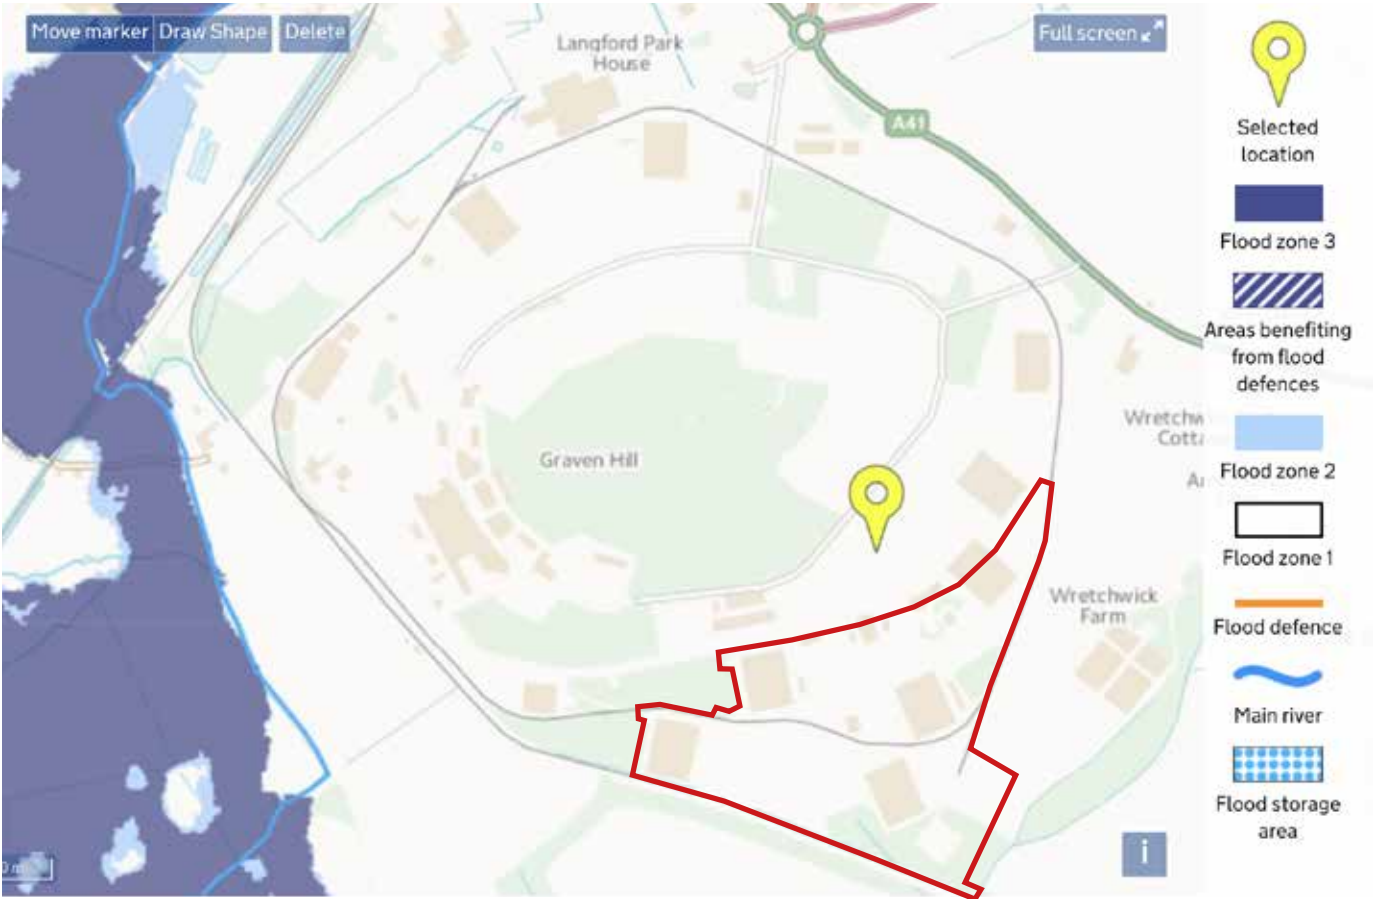 Move marker
Draw Shape
Delete
Langford Park
House
Full screen
A41
Graven Hill
Wretchw
Cott
Wretchwick
Farm
i
Selected
location
Flood zone 3
Areas benefiting
from flood
defences
Flood zone 2
Flood zone 1
Flood defence
Main river
Flood storage
area